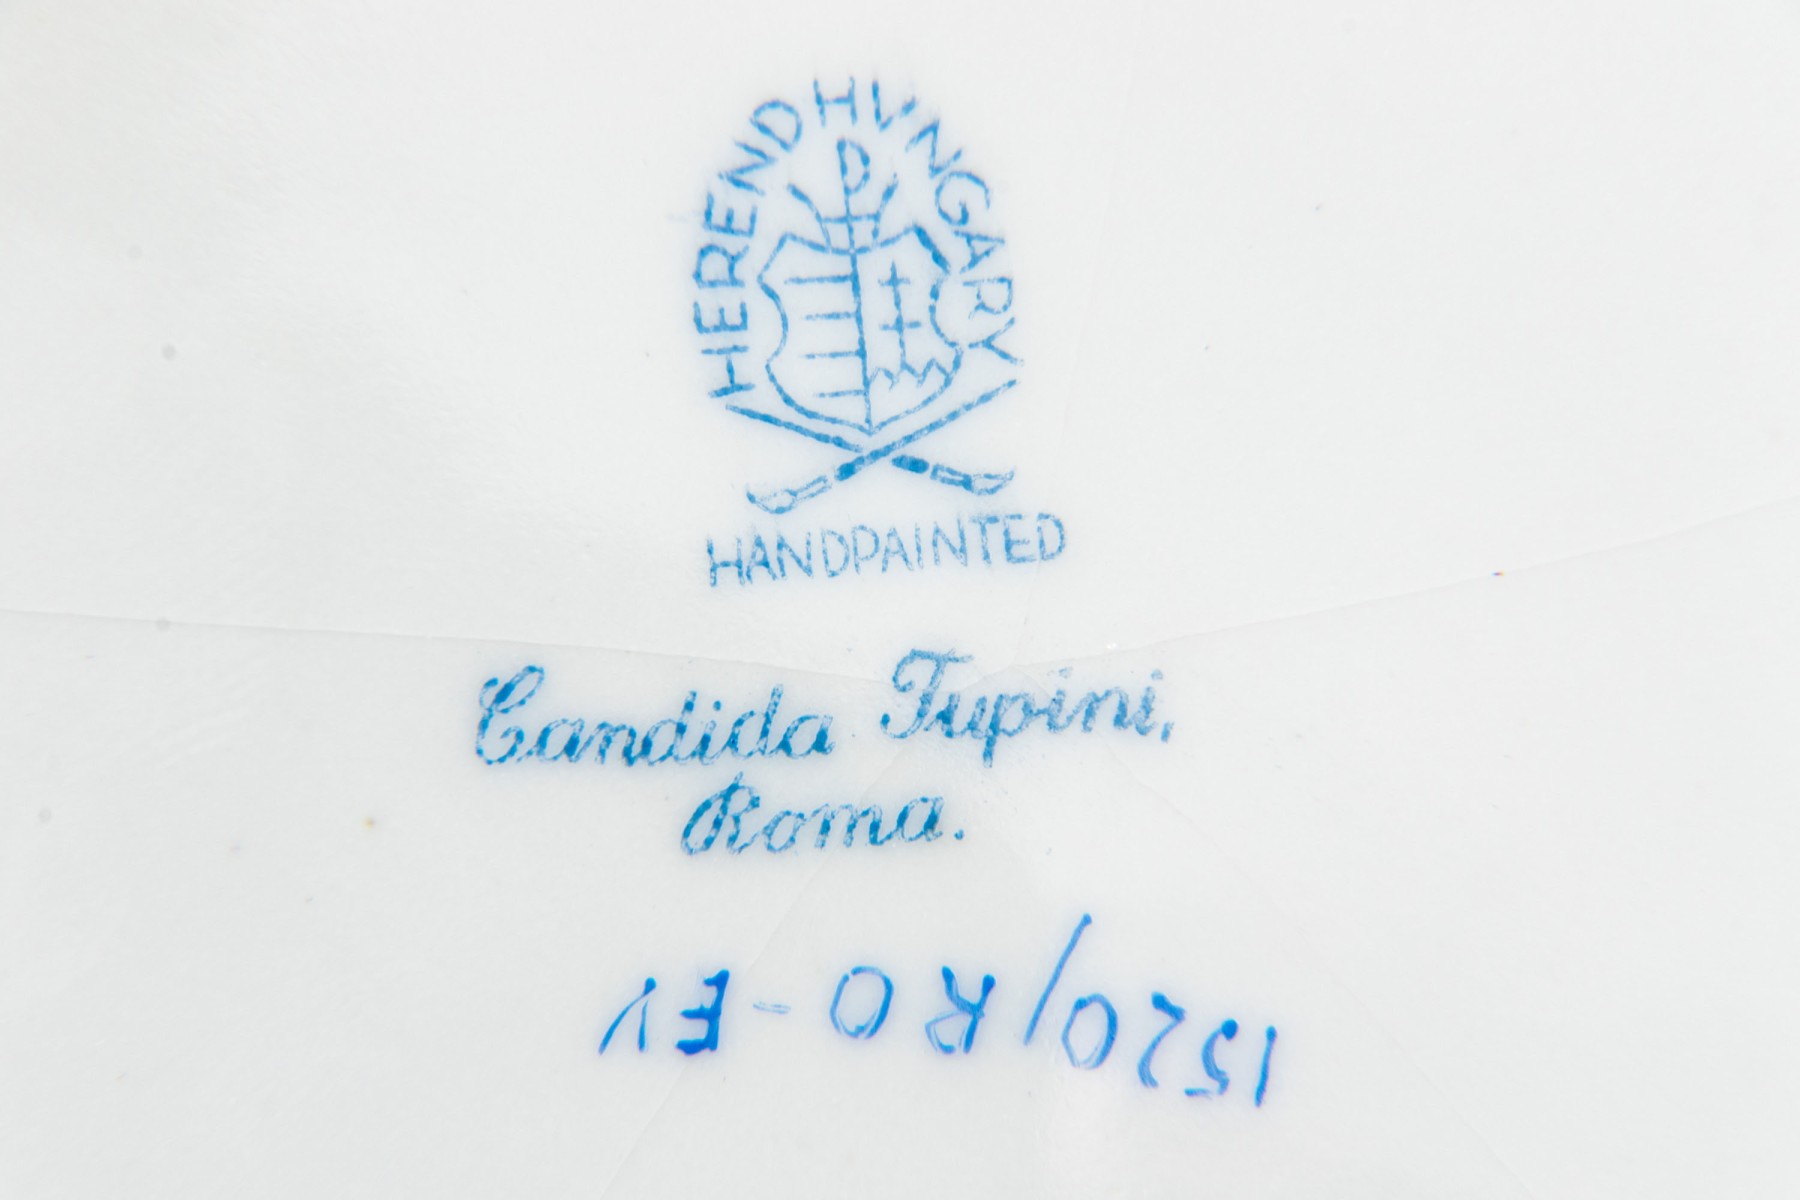 HEREND HUNGARY
HANDPAINTED
Candida Tupini,
Roma.
1520/RO-EV